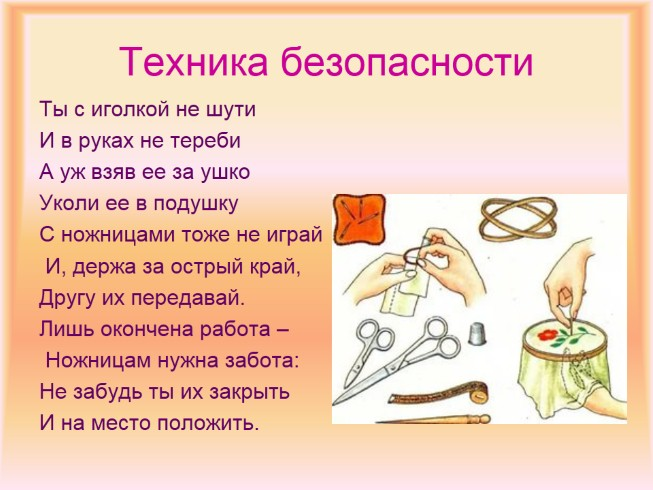 Техника безопасности
Ты с иголкой не шути
И в руках не тереби
А уж взяв ее за ушко
Уколи ее в подушку
С ножницами тоже не играй
И, держа за острый край,
Другу их передавай.
Лишь окончена работа –
Ножницам нужна забота:
Не забудь ты их закрыть
И на место положить.